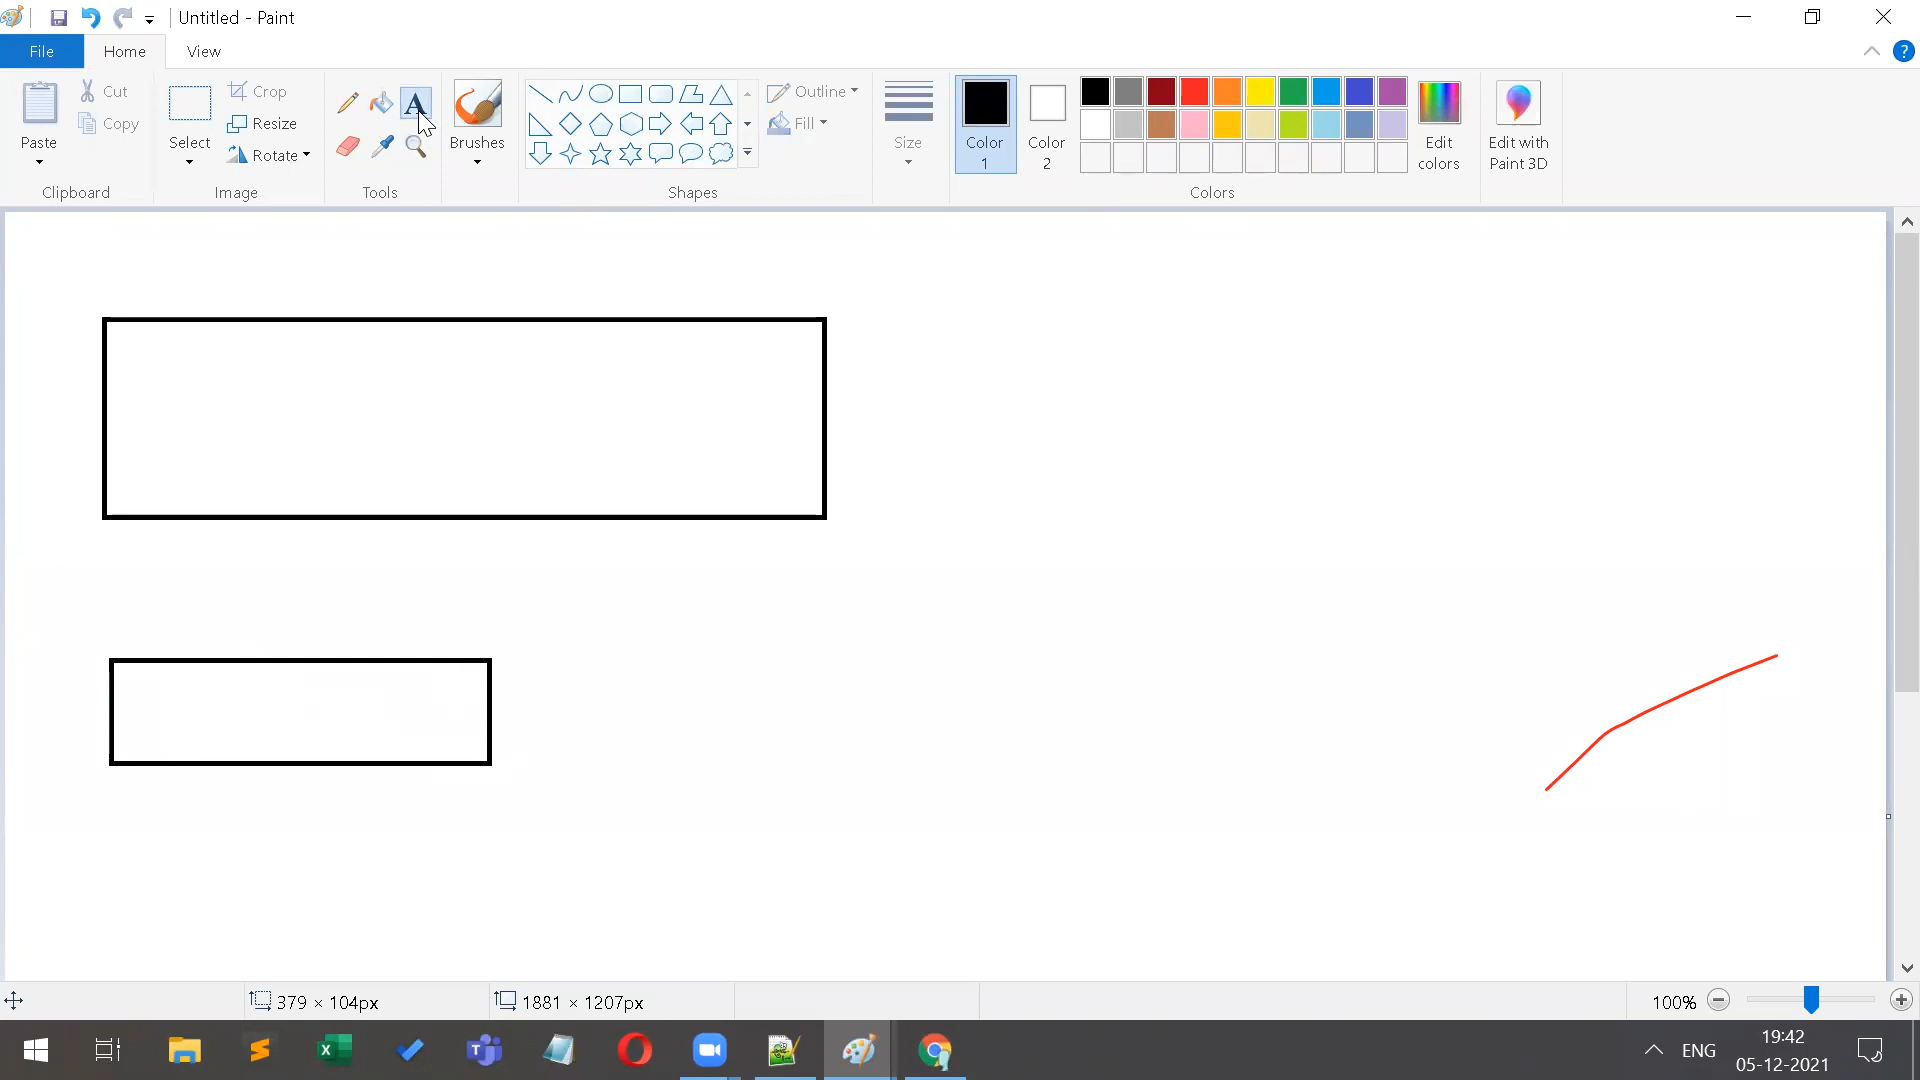 Untitled - Paint
File
Home
View
?
Paste
Cut
Copy
Clipboard
Select
Crop
Resize
Rotate
Image
A
Tools
Brushes
Shapes
Outline
Fill
Size
Color
1
Color
2
Edit
colors
Colors
Edit with
Paint 3D
379 × 104px
1881 × 1207px
100%
ENG
19:42
05-12-2021